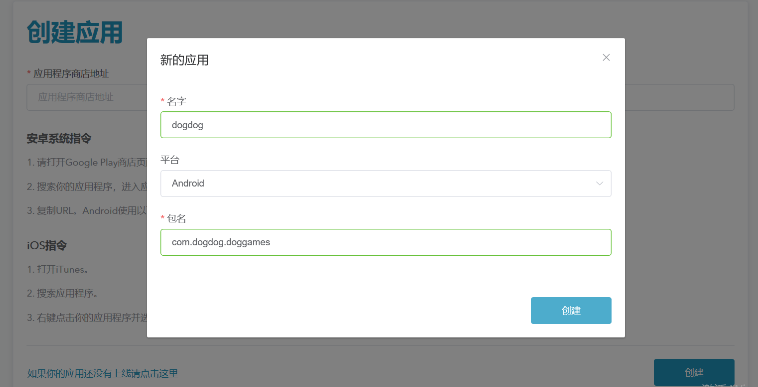 创建应用
* 应用程序商店地址
应用程序商店地址
安卓系统指令
1. 请打开Google Play商店页
2. 搜索你的应用程序，进入应
3. 复制URL。Android使用以
iOS指令
1. 打开iTunes。
2. 搜索应用程序。
3. 右键点击你的应用程序并选
如果你的应用还没有上线请点击这里
创建
新的应用
* 名字
dogdog
平台
Android
* 包名
com.dogdog.doggames
创建